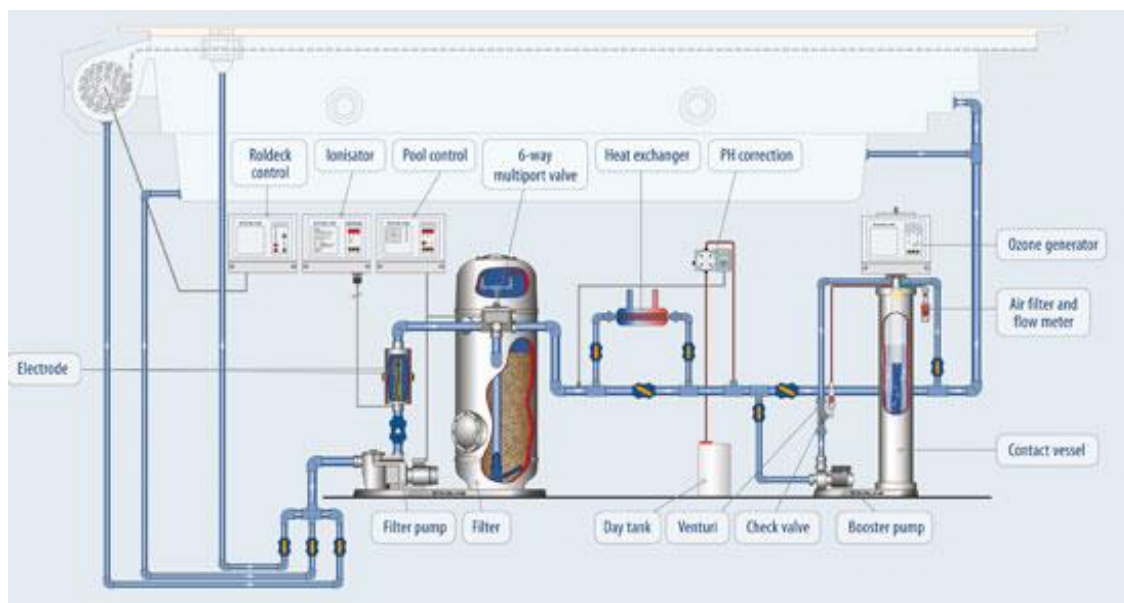 Roldeck
control
Ionisator
Pool control
6-way
multiport valve
Heat exchanger
PH correction
Ozone generator
Air filter and
flow meter
Electrode
Contact vessel
Filter pump
Filter
Day tank
Venturi
Check valve
Booster pump